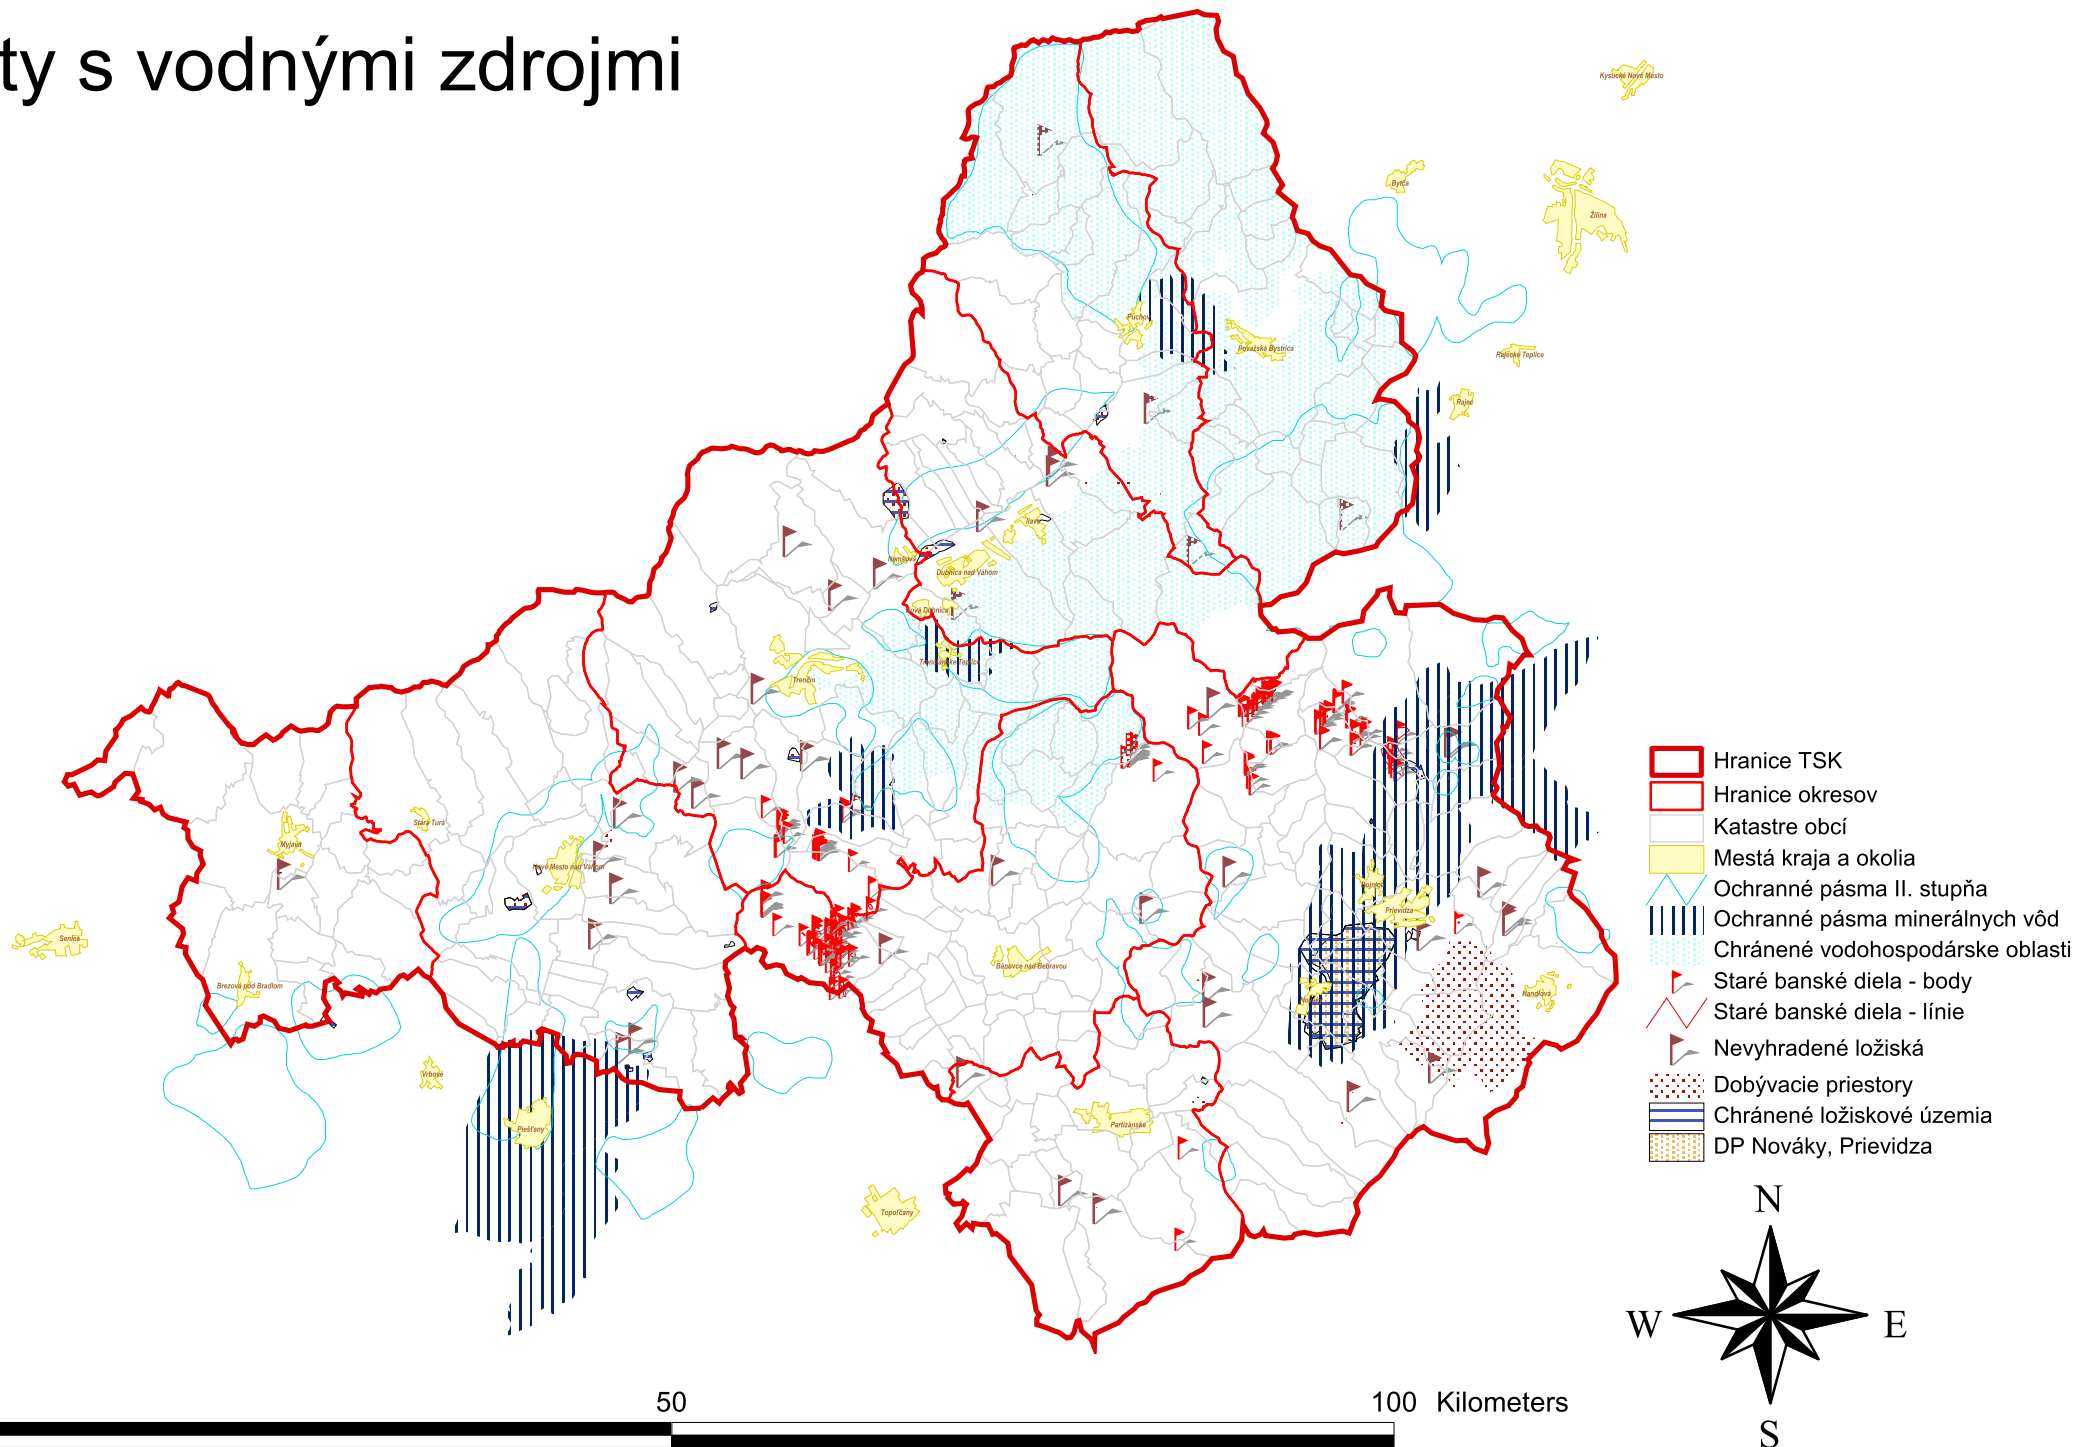 ty s vodnými zdrojmi
Kysucké Nové Mesto
Bytča
Žilina
Púchov
Považská Bystrica
Rajecké Teplice
Rajec
Ilava
Nemšová
Dubnica nad Váhom
Nová Dubnica
Trenčianske Teplice
Trenčín
Stará Turá
Myjava
Nové Mesto nad Váhom
Bojnice
Prievidza
Senica
Bánovce nad Bebravou
Brezová pod Bradlom
Handlová
Nováky
Vrbové
Piešťany
Partizánske
Topoľčany
Hranice TSK
Hranice okresov
Katastre obcí
Mestá kraja a okolia
Ochranné pásma II. stupňa
Ochranné pásma minerálnych vôd
Chránené vodohospodárske oblasti
Staré banské diela - body
Staré banské diela - línie
Nevyhradené ložiská
Dobývacie priestory
Chránené ložiskové územia
DP Nováky, Prievidza
N
W E
S
50 100 Kilometers